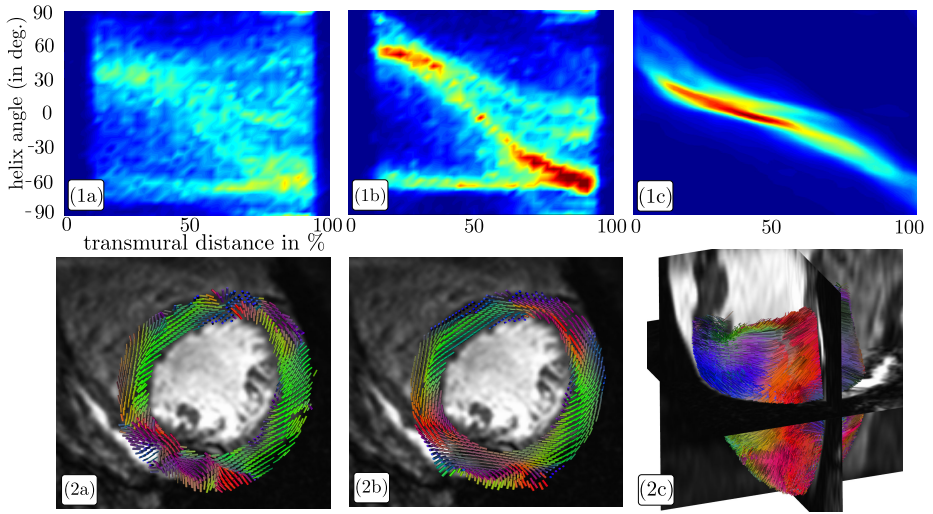 helix angle (in deg.)
90
60
30
0
-30
-60
-90
(1a)
(1b)
(1c)
0 50 100 0 50 100 0 50 100
transmural distance in %
(2a)
(2b)
(2c)